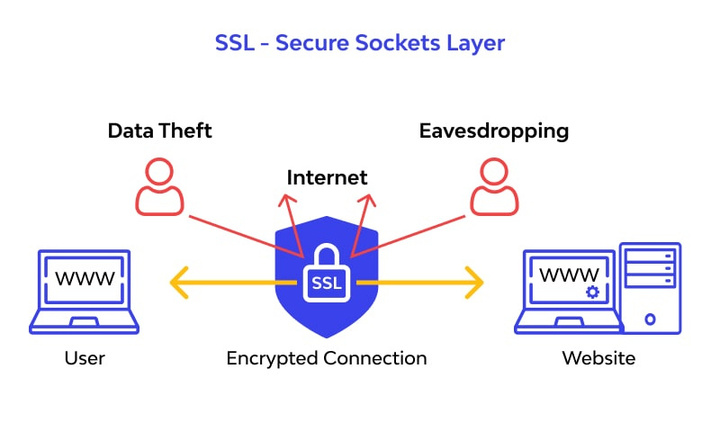 SSL - Secure Sockets Layer
Data Theft
Eavesdropping
Internet
WWW
SSL
WWW
User
Encrypted Connection
Website